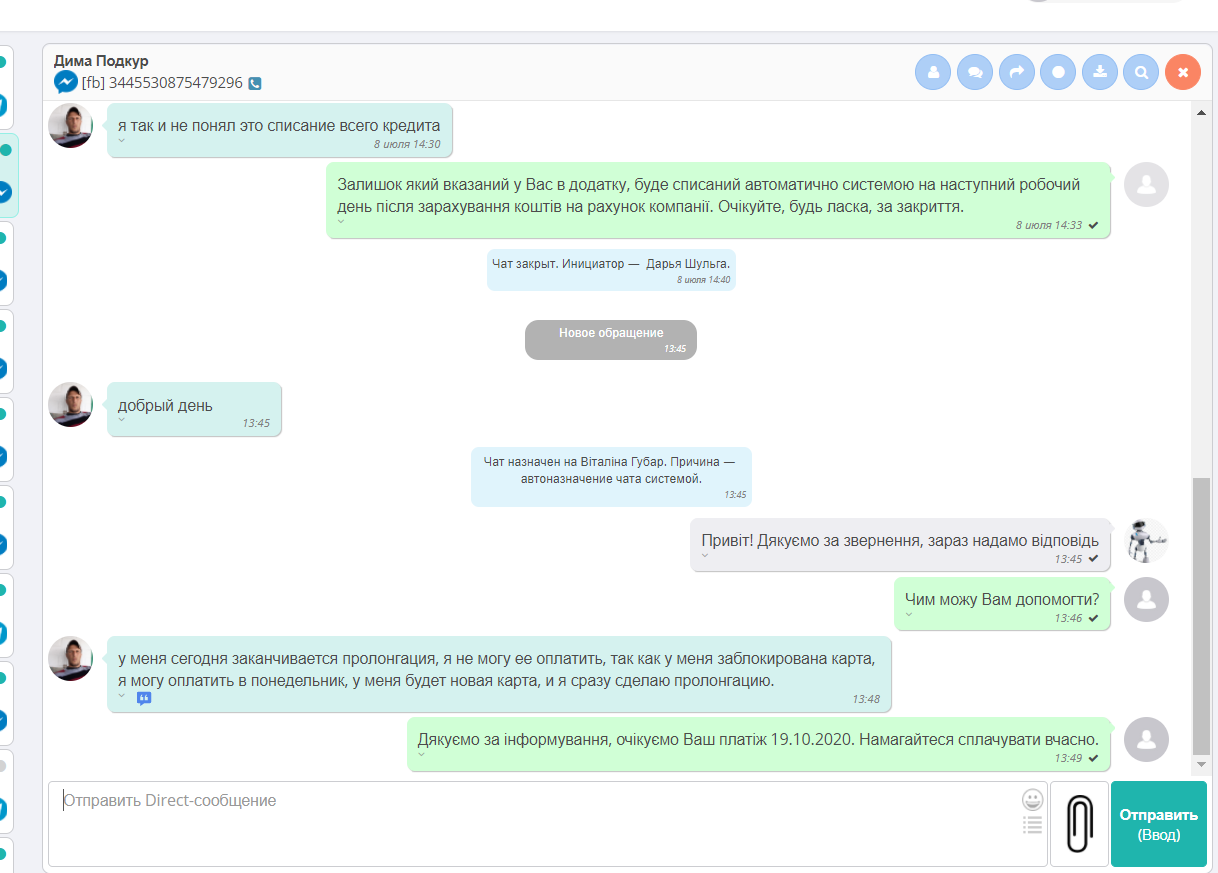 Дима Подкур
[fb] 3445530875479296
я так и не понял это списание всего кредита
8 июля 14:30
Залишок який вказаний у Вас в додатку, буде списаний автоматично системою на наступний робочий
день після зарахування коштів на рахунок компанії. Очікуйте, будь ласка, за закриття.
8 июля 14:33
Чат закрыт. Инициатор — Дарья Шульга.
8 июля 14:40
Новое обращение
13:45
добрый день
13:45
Чат назначен на Віталіна Губар. Причина —
автоназначение чата системой.
13:45
Привіт! Дякуємо за звернення, зараз надамо відповідь
13:45
Чим можу Вам допомогти?
13:46
у меня сегодня заканчивается пролонгация, я не могу ее оплатить, так как у меня заблокирована карта,
я могу оплатить в понедельник, у меня будет новая карта, и я сразу сделаю пролонгацию.
13:48
Дякуємо за інформування, очікуємо Ваш платіж 19.10.2020. Намагайтеся сплачувати вчасно.
13:49
Отправить Direct-сообщение
Отправить
(Ввод)